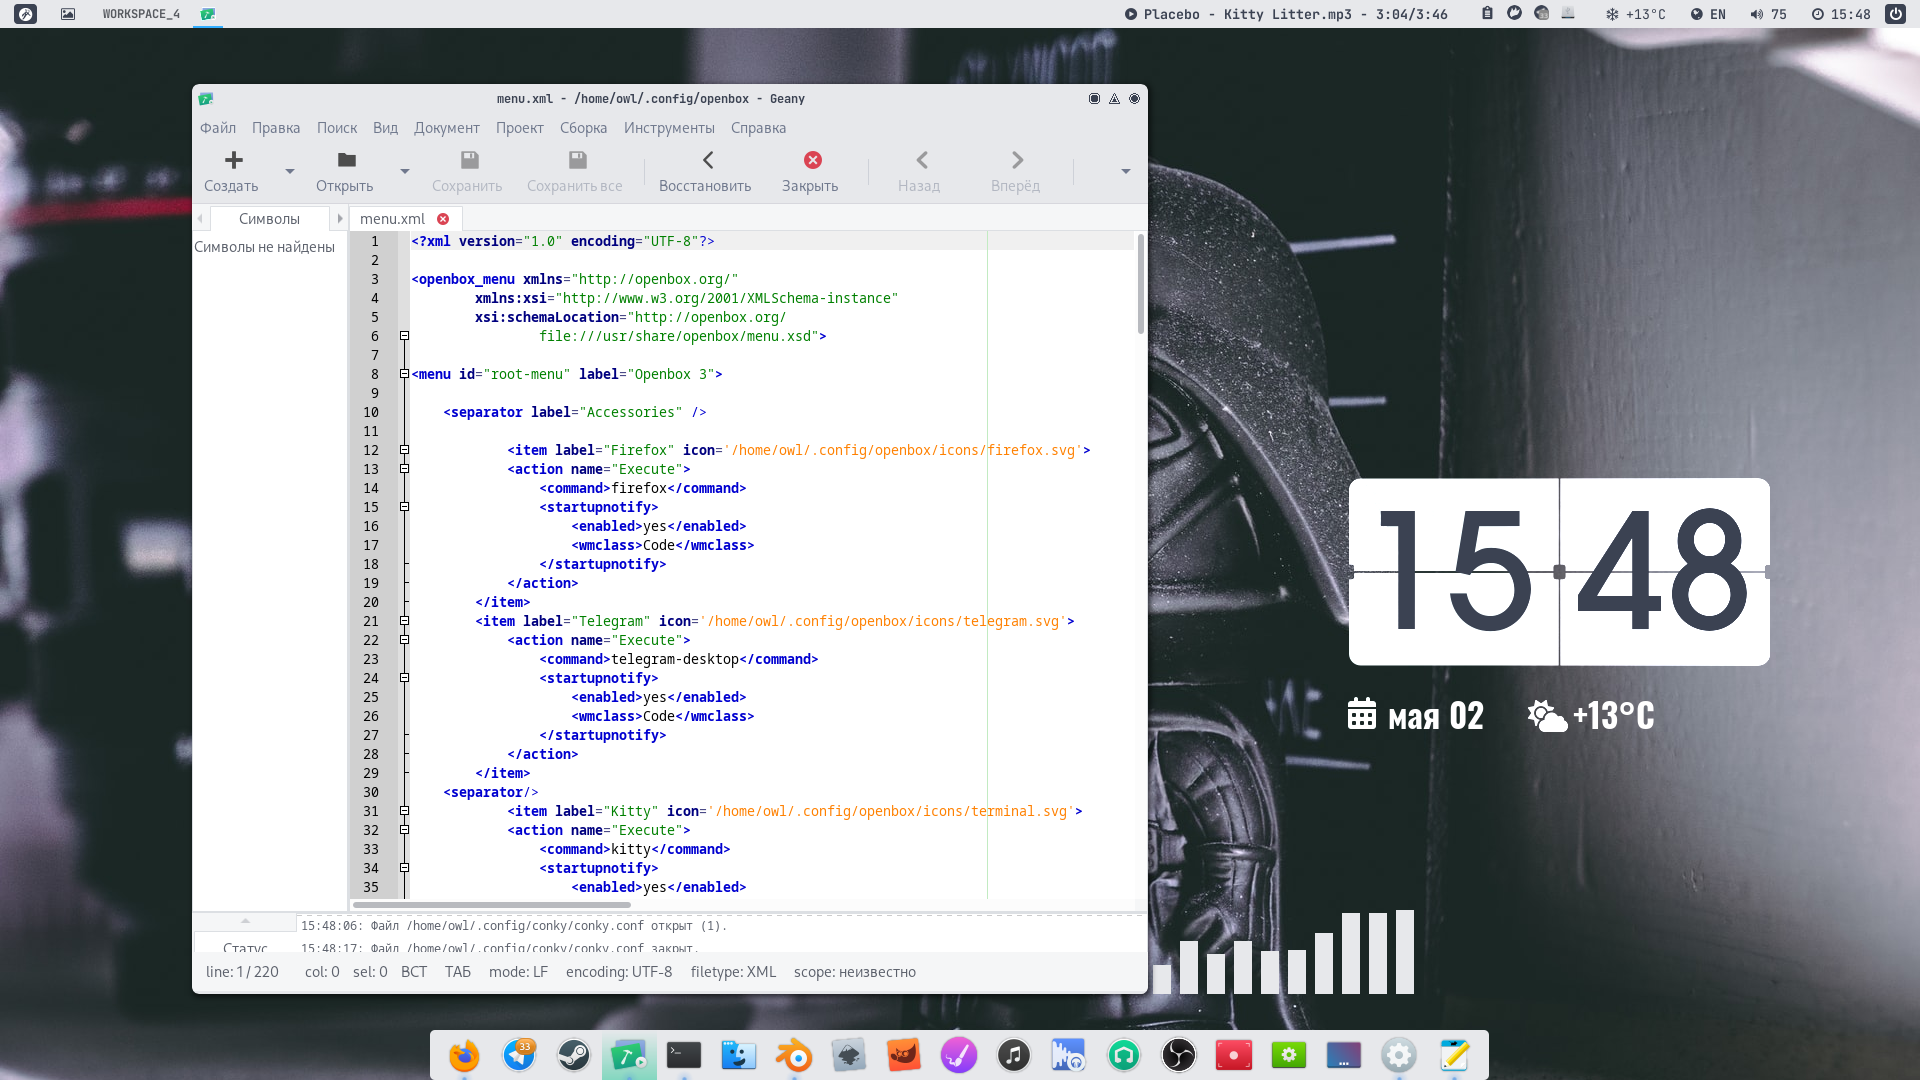 WORKSPACE_4
Placebo - Kitty Litter.mp3 - 3:04/3:46
+13°C
EN
75
15:48
menu.xml - /home/owl/.config/openbox - Geany
Файл Правка Поиск Вид Документ Проект Сборка Инструменты Справка
Создать Открыть Сохранить Сохранить все Восстановить Закрыть Назад Вперёд
Символы menu.xml
Символы не найдены
1 <?xml version="1.0" encoding="UTF-8"?>
2
3 <openbox_menu xmlns="http://openbox.org/"
4 xmlns:xsi="http://www.w3.org/2001/XMLSchema-instance"
5 xsi:schemaLocation="http://openbox.org/
6 file:///usr/share/openbox/menu.xsd">
7
8 <menu id="root-menu" label="Openbox 3">
9
10 <separator label="Accessories" />
11
12 <item label="Firefox" icon='/home/owl/.config/openbox/icons/firefox.svg'>
13 <action name="Execute">
14 <command>firefox</command>
15 <startupnotify>
16 <enabled>yes</enabled>
17 <wmclass>Code</wmclass>
18 </startupnotify>
19 </action>
20 </item>
21 <item label="Telegram" icon='/home/owl/.config/openbox/icons/telegram.svg'>
22 <action name="Execute">
23 <command>telegram-desktop</command>
24 <startupnotify>
25 <enabled>yes</enabled>
26 <wmclass>Code</wmclass>
27 </startupnotify>
28 </action>
29 </item>
30 <separator/>
31 <item label="Kitty" icon='/home/owl/.config/openbox/icons/terminal.svg'>
32 <action name="Execute">
33 <command>kitty</command>
34 <startupnotify>
35 <enabled>yes</enabled>
15:48:06: Файл /home/owl/.config/conky/conky.conf открыт (1).
Статус 15:48:17: Файл /home/owl/.config/conky/conky.conf закрыт.
line: 1 / 220 col: 0 sel: 0 ВСТ ТАБ mode: LF encoding: UTF-8 filetype: XML scope: неизвестно
15 48
мая 02 +13°C
33